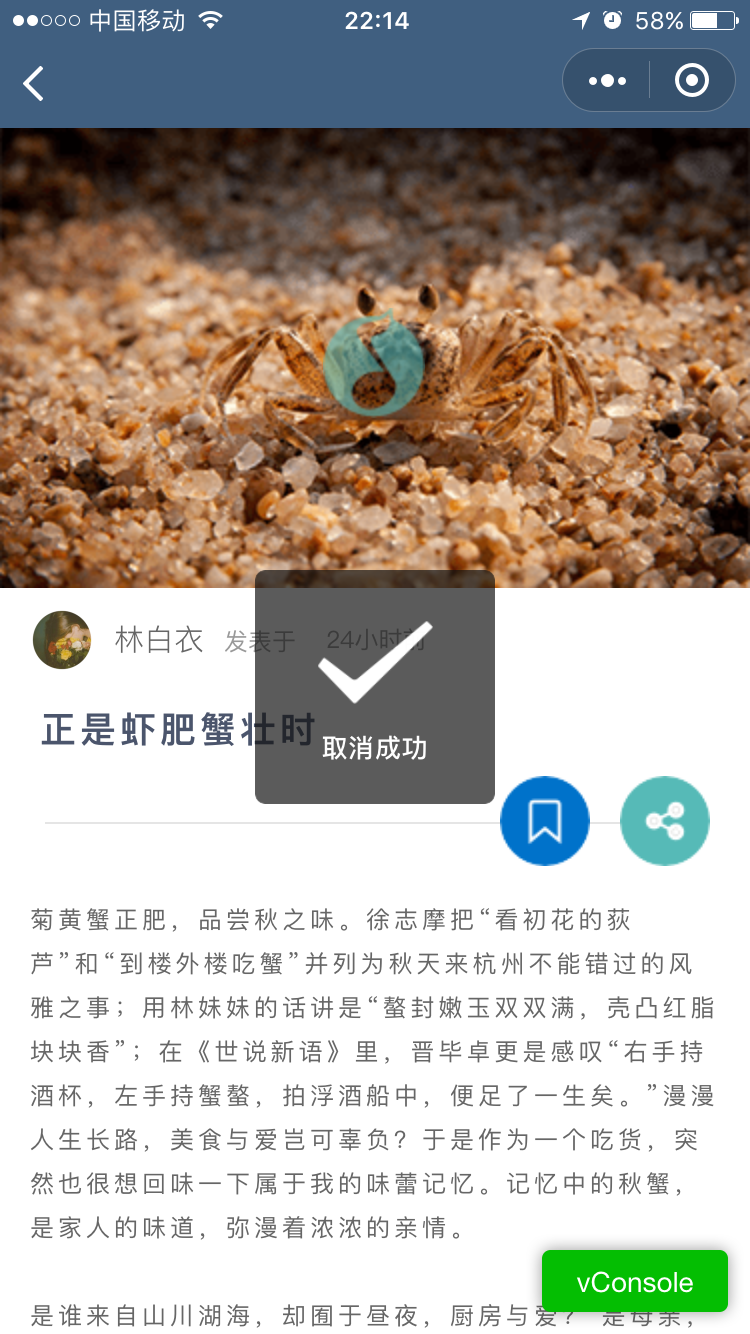 中国移动
22:14
58%
林白衣 发表于 24小时前
正是虾肥蟹壮时
取消成功
菊黄蟹正肥，品尝秋之味。徐志摩把“看初花的荻
芦”和“到楼外楼吃蟹”并列为秋天来杭州不能错过的风
雅之事；用林妹妹的话讲是“螯封嫩玉双双满，壳凸红脂
块块香”；在《世说新语》里，晋毕卓更是感叹“右手持
酒杯，左手持蟹螯，拍浮酒船中，便足了一生矣。”漫漫
人生长路，美食与爱岂可辜负？于是作为一个吃货，突
然也很想回味一下属于我的味蕾记忆。记忆中的秋蟹，
是家人的味道，弥漫着浓浓的亲情。
是谁来自山川湖海，却囿于昼夜，厨房与爱？ 是母亲，
vConsole